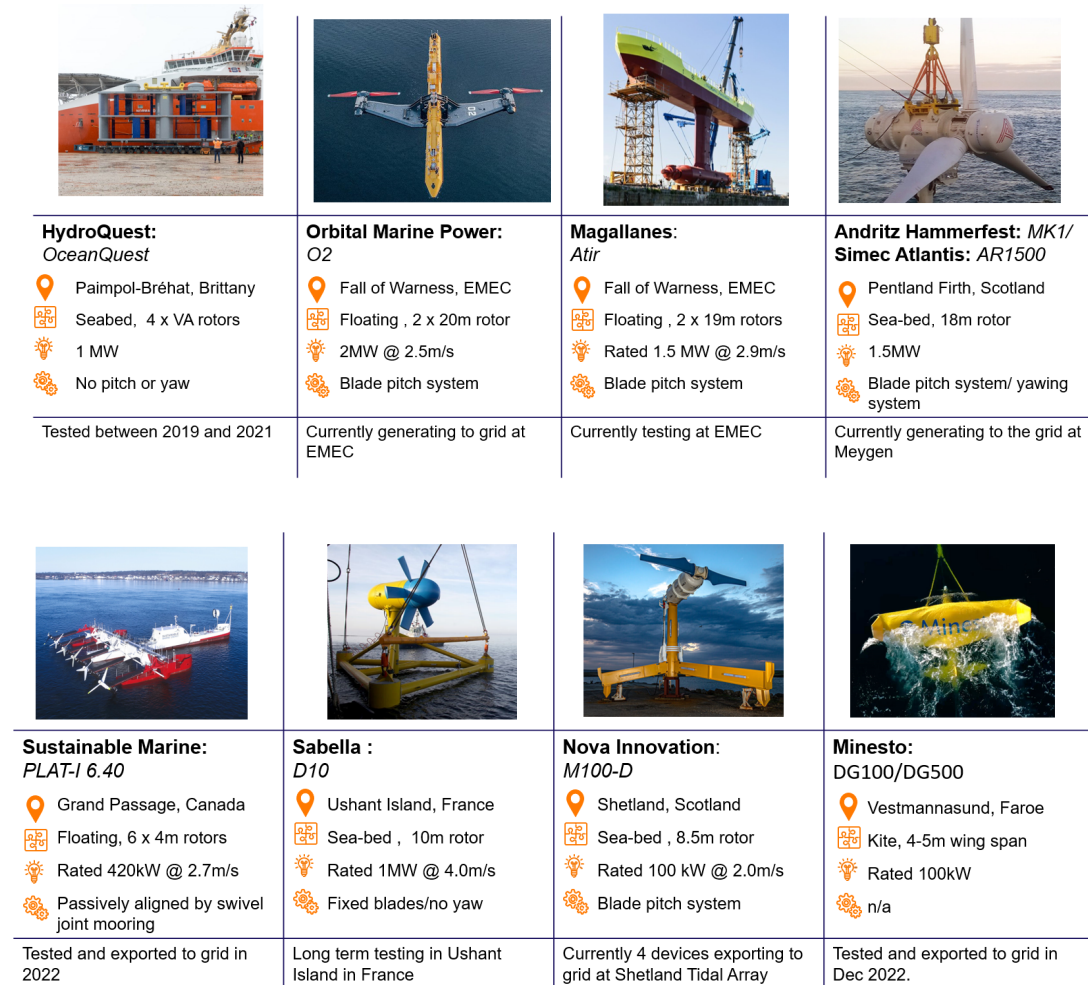 D2
HydroQuest:
OceanQuest
Paimpol-Bréhat, Brittany
Seabed, 4 x VA rotors
1 MW
No pitch or yaw
Tested between 2019 and 2021
Orbital Marine Power:
O2
Fall of Warness, EMEC
Floating , 2 x 20m rotor
2MW @ 2.5m/s
Blade pitch system
Currently generating to grid at
EMEC
Magallanes:
Atir
Fall of Warness, EMEC
Floating , 2 x 19m rotors
Rated 1.5 MW @ 2.9m/s
Blade pitch system
Currently testing at EMEC
Andritz Hammerfest: MK1/
Simec Atlantis: AR1500
Pentland Firth, Scotland
Sea-bed, 18m rotor
1.5MW
Blade pitch system/ yawing
system
Currently generating to the grid at
Meygen
Sustainable Marine:
PLAT-I 6.40
Grand Passage, Canada
Floating, 6 x 4m rotors
Rated 420kW @ 2.7m/s
Passively aligned by swivel
joint mooring
Tested and exported to grid in
2022
Sabella :
D10
Ushant Island, France
Sea-bed , 10m rotor
Rated 1MW @ 4.0m/s
Fixed blades/no yaw
Long term testing in Ushant
Island in France
Nova Innovation:
M100-D
Shetland, Scotland
Sea-bed , 8.5m rotor
Rated 100 kW @ 2.0m/s
Blade pitch system
Currently 4 devices exporting to
grid at Shetland Tidal Array
Mines
Minesto:
DG100/DG500
Vestmannasund, Faroe
Kite, 4-5m wing span
Rated 100kW
n/a
Tested and exported to grid in
Dec 2022.